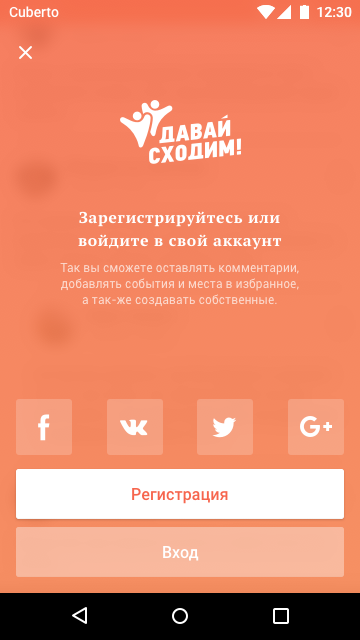 Cuberto 12:30
ДАВАЙ
СХОДИМ!
Зарегистрируйтесь или
войдите в свой аккаунт
Так вы сможете оставлять комментарии,
добавлять события и места в избранное,
а так-же создавать собственные.
Регистрация
Вход